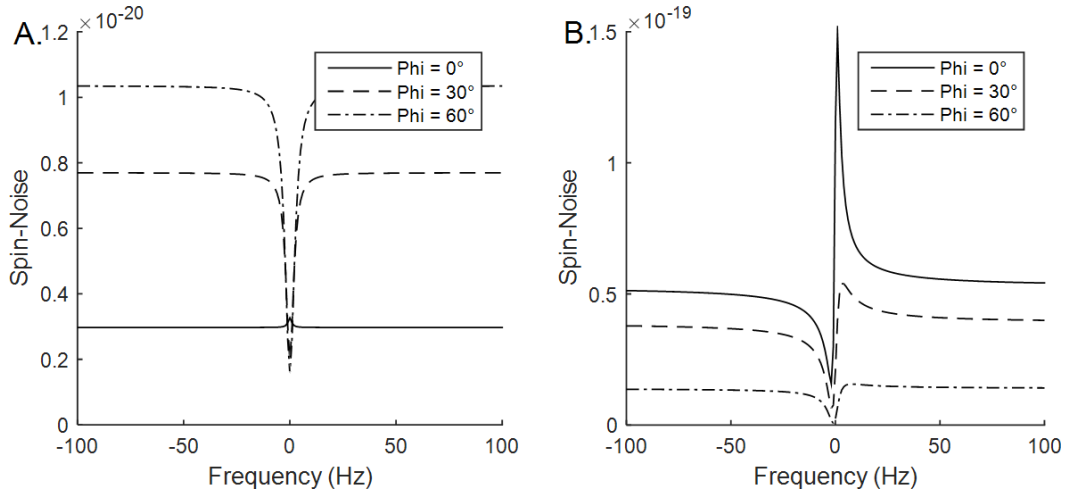 A.
×10⁻²⁰
1.2
1
0.8
0.6
0.4
0.2
0
Spin-Noise
-100 -50 0 50 100
Frequency (Hz)
Phi = 0°
Phi = 30°
Phi = 60°
B.
×10⁻¹⁹
1.5
1
0.5
0
Spin-Noise
-100 -50 0 50 100
Frequency (Hz)
Phi = 0°
Phi = 30°
Phi = 60°